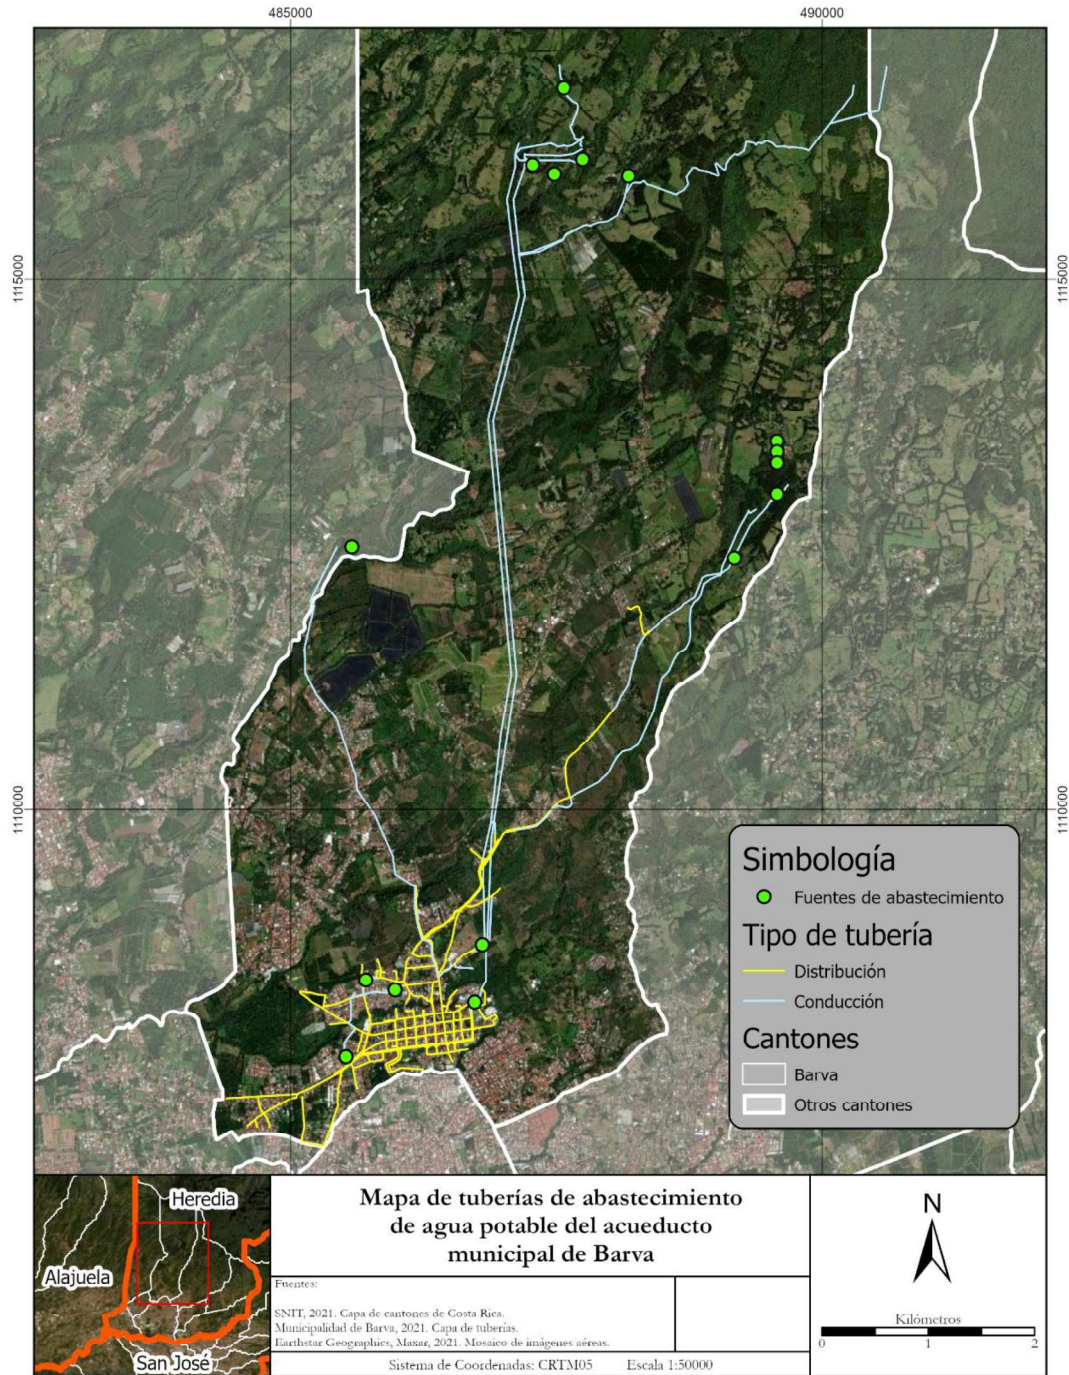 485000
490000
1115000
1115000
1110000
1110000
Simbología
Fuentes de abastecimiento
Tipo de tubería
Distribución
Conducción
Cantones
Barva
Otros cantones
Heredia
Alajuela
San José
Mapa de tuberías de abastecimiento
de agua potable del acueducto
municipal de Barva
Fuentes:
SNIT, 2021. Capa de cantones de Costa Rica.
Municipalidad de Barva, 2021. Capa de tuberías.
Earthstar Geographics, Maxar, 2021. Mosaico de imágenes aéreas.
Sistema de Coordenadas: CRTM05 Escala 1:50000
N
Kilómetros
0 1 2